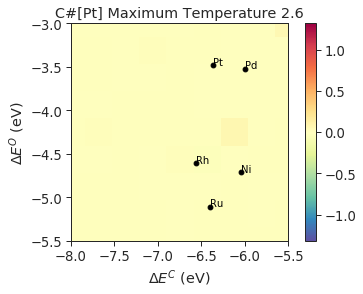 C#[Pt] Maximum Temperature 2.6
−3.0
−3.5
−4.0
−4.5
−5.0
−5.5
ΔE^O (eV)
Pt
Pd
Rh
Ni
Ru
−8.0 −7.5 −7.0 −6.5 −6.0 −5.5
ΔE^C (eV)
1.0
0.5
0.0
−0.5
−1.0